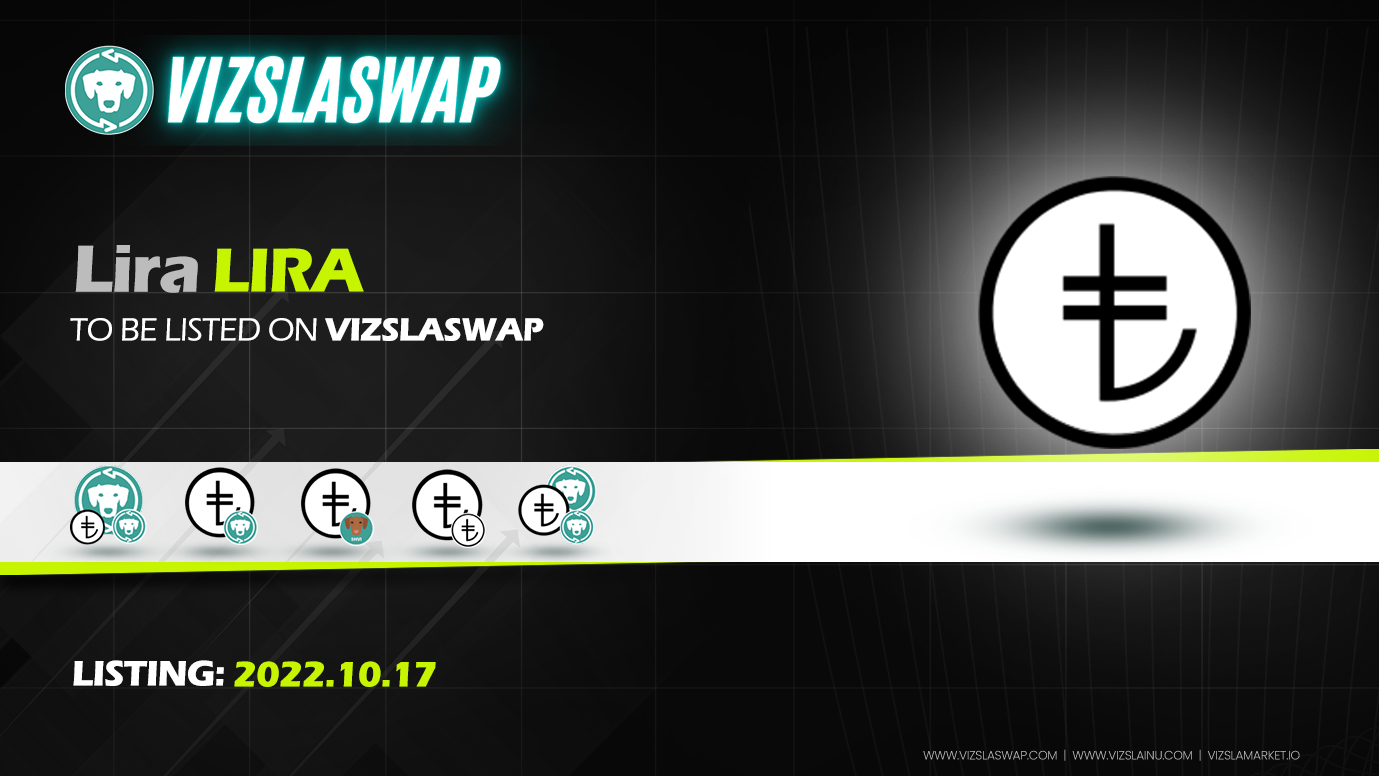 VIZSLASWAP
Lira LIRA
TO BE LISTED ON VIZSLASWAP
LISTING: 2022.10.17
WWW.VIZSLASWAP.COM | WWW.VIZSLAINU.COM | VIZSLAMARKET.IO